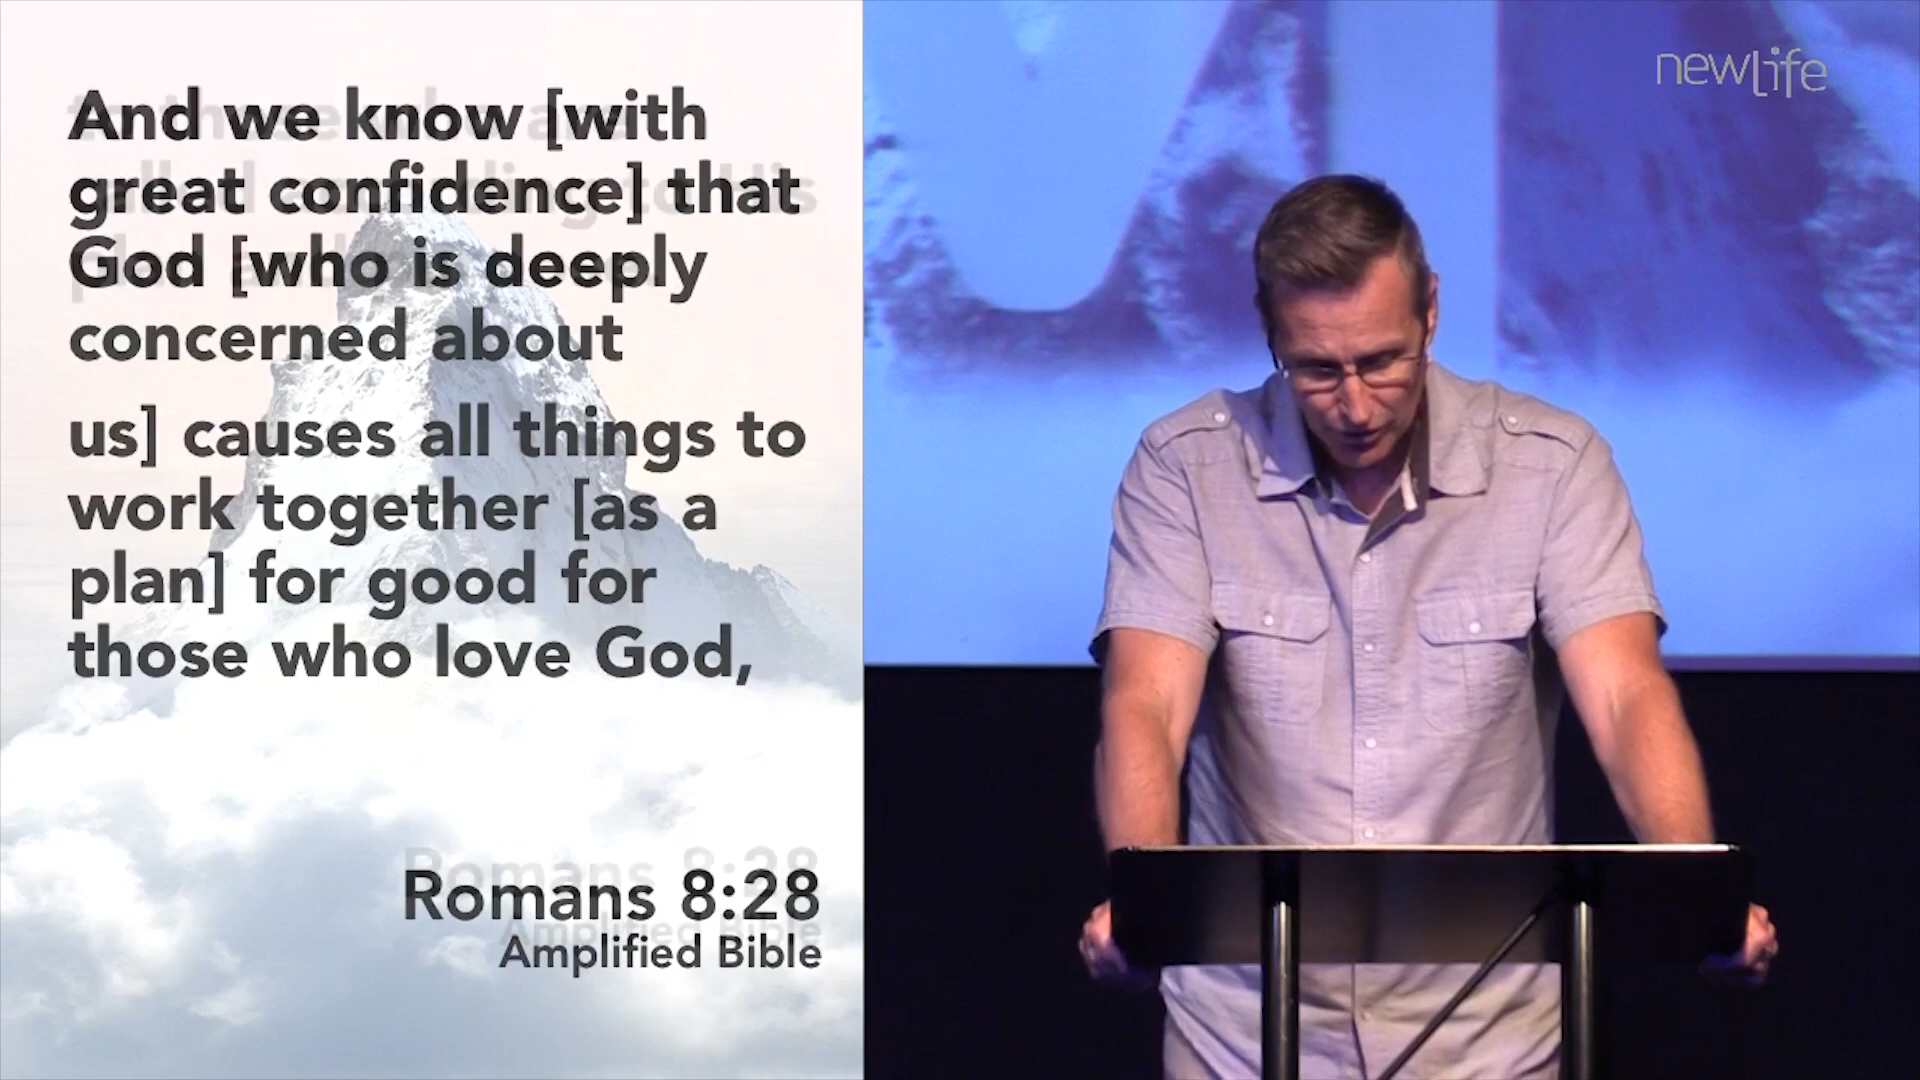 And we know [with
great confidence] that
God [who is deeply
concerned about
us] causes all things to
work together [as a
plan] for good for
those who love God,
Romans 8:28
Amplified Bible
newlife